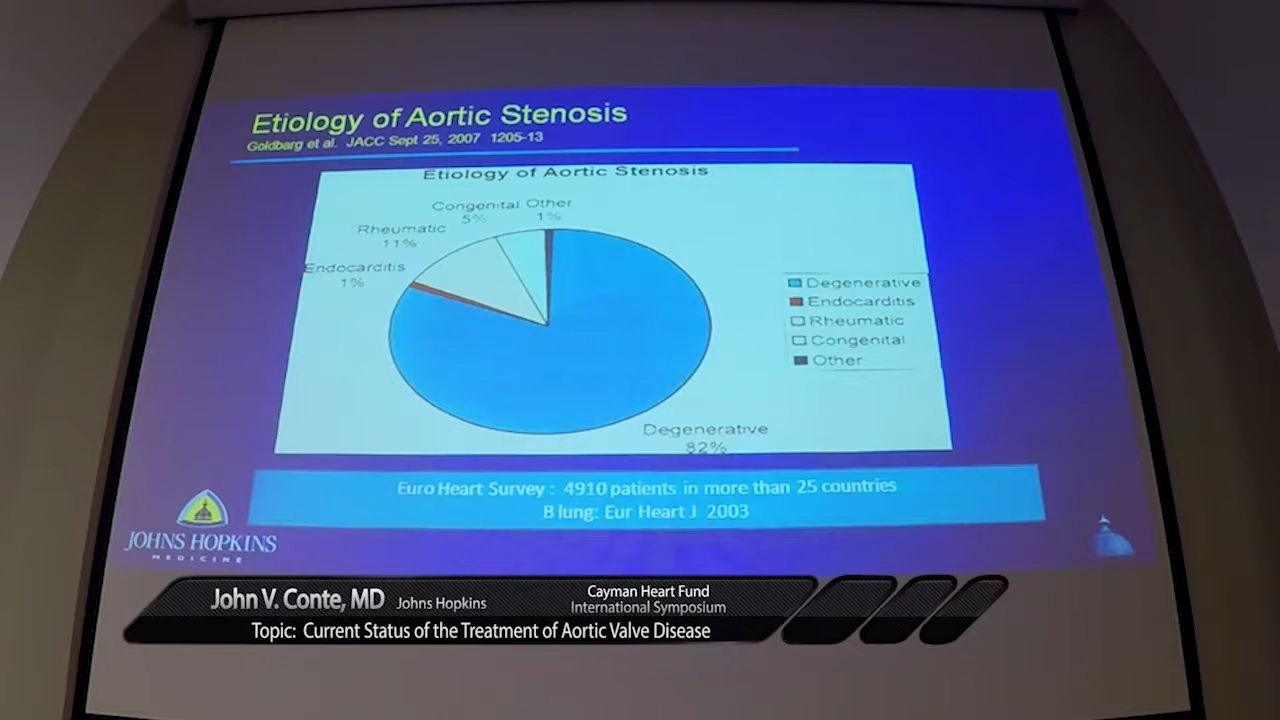 Etiology of Aortic Stenosis
Goldbarg et al. JACC Sept 25, 2007 1205-13
Etiology of Aortic Stenosis
Congenital
5%
Other
1%
Rheumatic
11%
Endocarditis
1%
Degenerative
82%
Degenerative
Endocarditis
Rheumatic
Congenital
Other
Euro Heart Survey : 4910 patients in more than 25 countries
B lung: Eur Heart J 2003
JOHNS HOPKINS
MEDICINE
John V. Conte, MD Johns Hopkins
Cayman Heart Fund
International Symposium
Topic: Current Status of the Treatment of Aortic Valve Disease